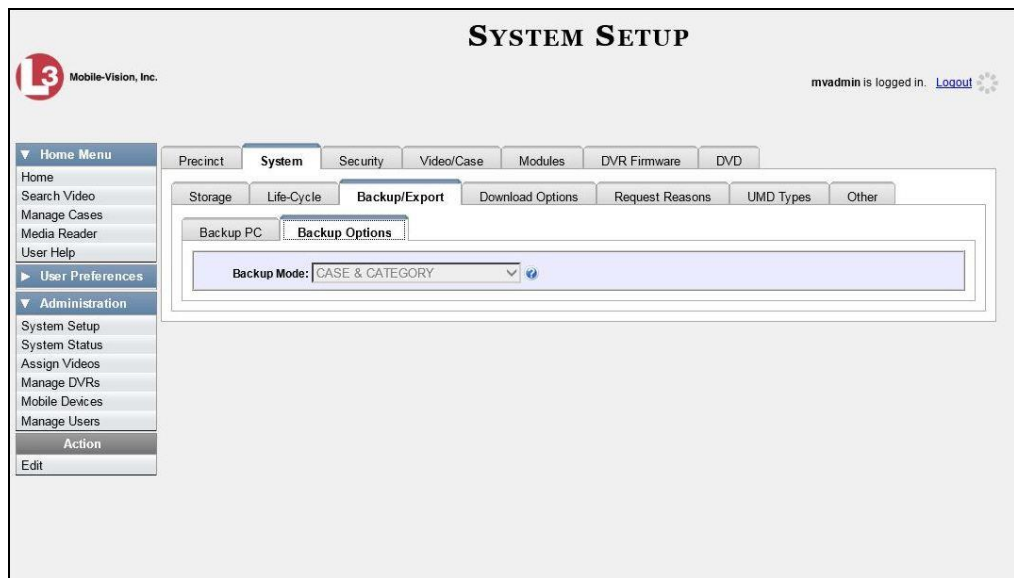 SYSTEM SETUP
L3 Mobile-Vision, Inc.
mvadmin is logged in. Logout
Home Menu
Home
Search Video
Manage Cases
Media Reader
User Help
User Preferences
Administration
System Setup
System Status
Assign Videos
Manage DVRs
Mobile Devices
Manage Users
Action
Edit
Precinct System Security Video/Case Modules DVR Firmware DVD
Storage Life-Cycle Backup/Export Download Options Request Reasons UMD Types Other
Backup PC Backup Options
Backup Mode: CASE & CATEGORY ?